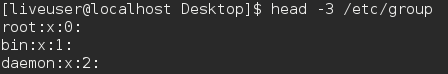 [liveuser@localhost Desktop]$ head -3 /etc/group
root:x:0:
bin:x:1:
daemon:x:2: